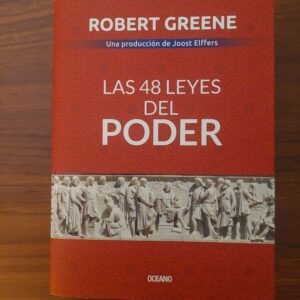 ROBERT GREENE
Una producción de Joost Elffers
LAS 48 LEYES
DEL
PODER
OCEANO